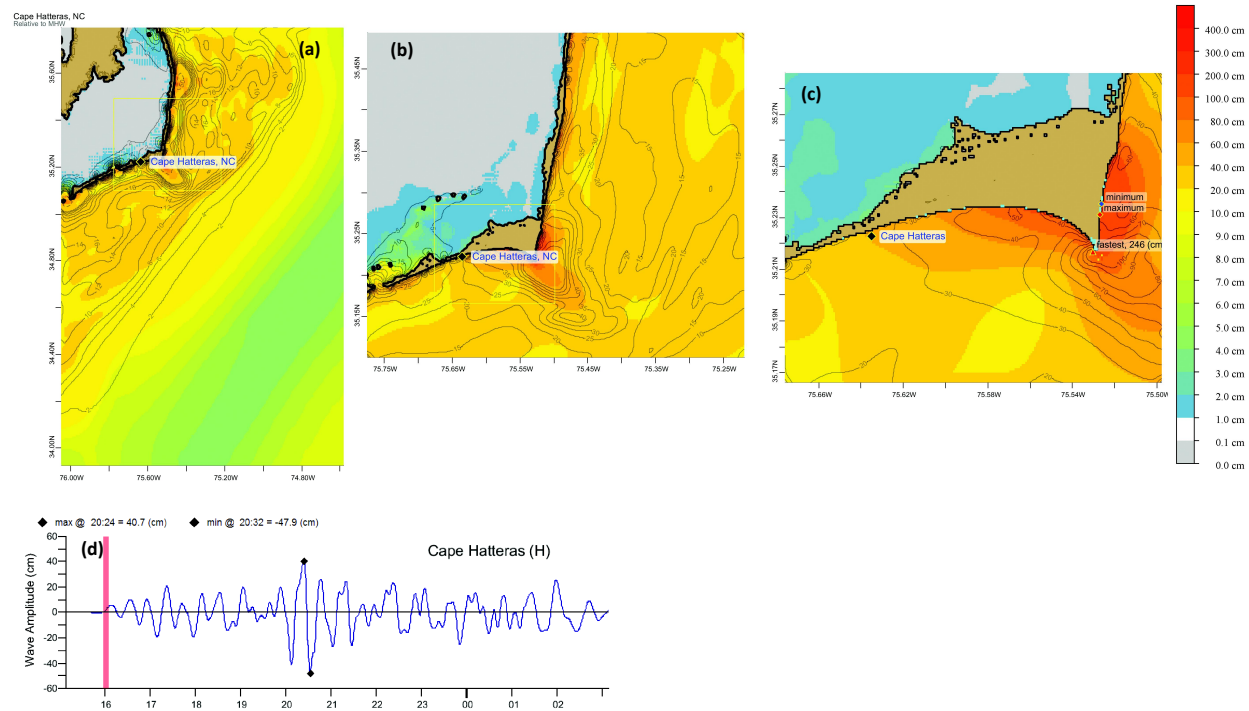 Cape Hatteras, NC
Relative to MHW
(a)
35.60N
35.20N
34.80N
34.40N
34.00N
Cape Hatteras, NC
76.00W 75.60W 75.20W 74.80W
(b)
35.45N
35.35N
35.25N
35.15N
Cape Hatteras, NC
75.75W 75.65W 75.55W 75.45W 75.35W 75.25W
(c)
35.27N
35.25N
35.23N
35.21N
35.19N
35.17N
minimum
maximum
Cape Hatteras
fastest, 246 (cm
75.66W 75.62W 75.58W 75.54W 75.50W
400.0 cm
400.0 cm
200.0 cm
100.0 cm
80.0 cm
60.0 cm
40.0 cm
20.0 cm
10.0 cm
9.0 cm
8.0 cm
7.0 cm
6.0 cm
5.0 cm
4.0 cm
3.0 cm
2.0 cm
1.0 cm
0.1 cm
0.0 cm
max @ 20:24 = 40.7 (cm) min @ 20:32 = -47.9 (cm)
(d)
Cape Hatteras (H)
Wave Amplitude (cm)
60
40
20
0
-20
-40
-60
16 17 18 19 20 21 22 23 00 01 02